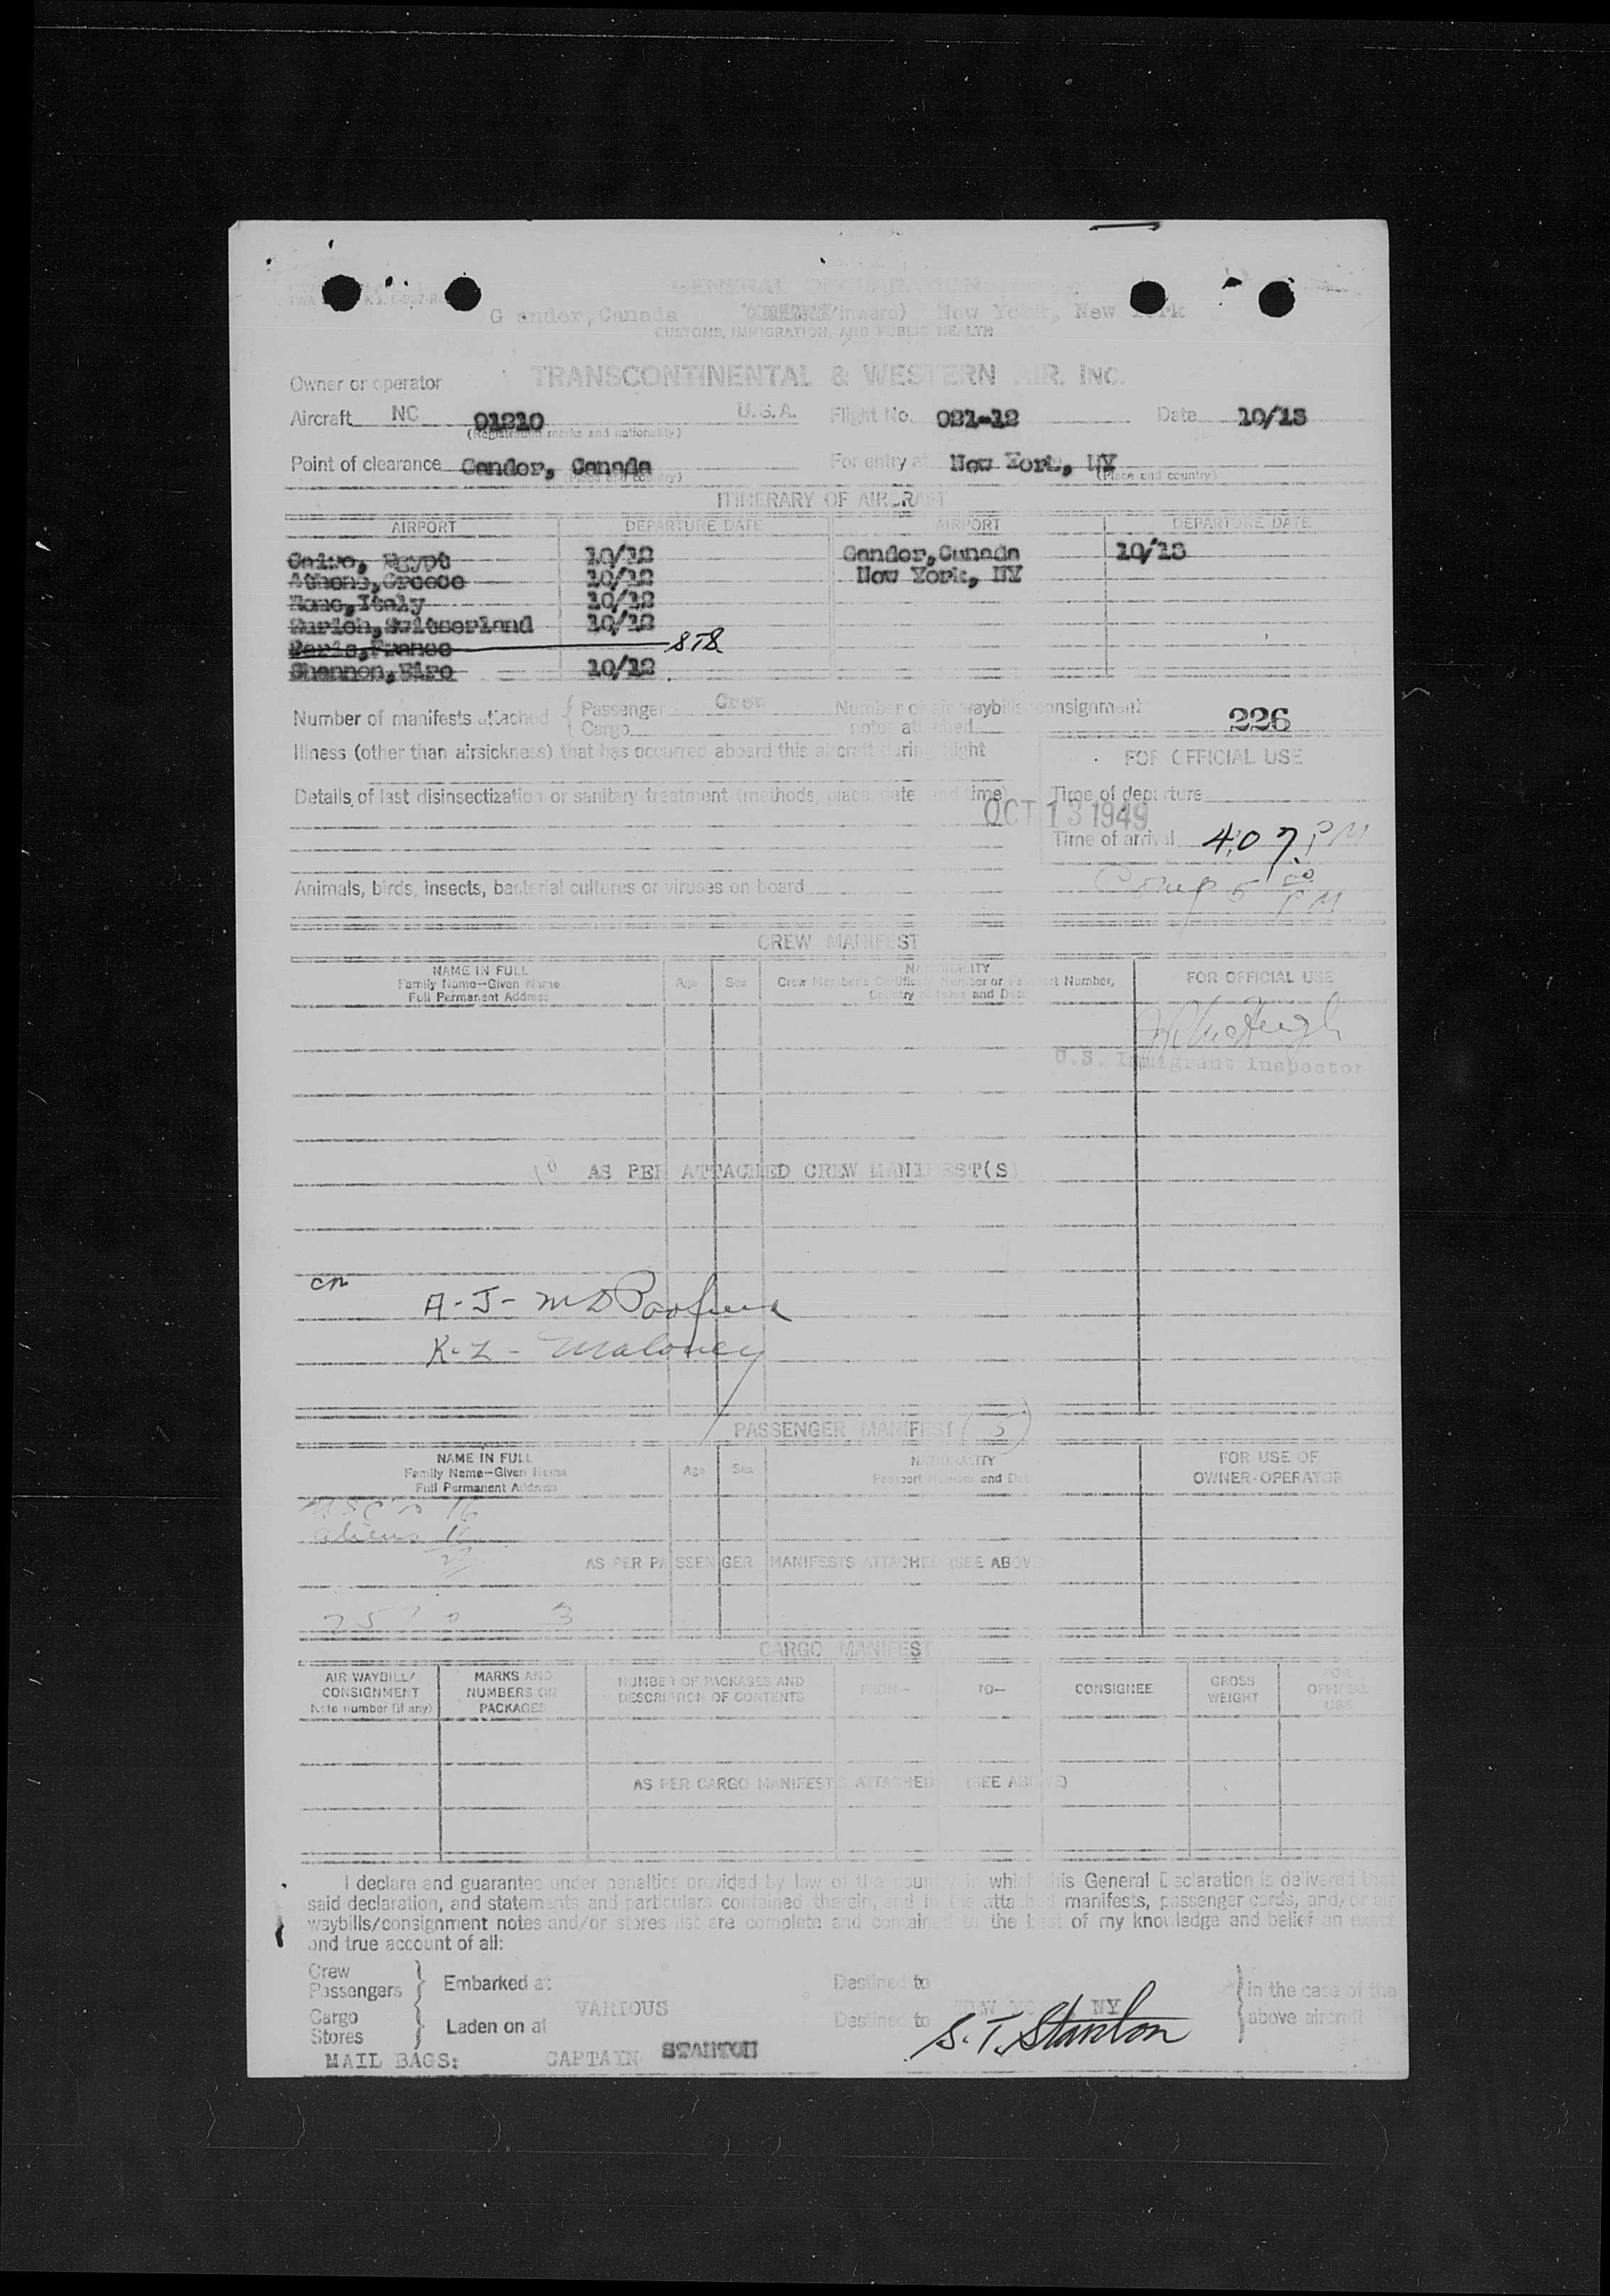 GENERAL DECLARATION
G ander, Canada /Inward) New York, New York
CUSTOMS, IMMIGRATION, AND PUBLIC HEALTH
Owner or operator TRANSCONTINENTAL & WESTERN AIR, INC.
Aircraft NC 91210 U.S.A. Flight No. 921-12 Date 10/13
(Registration marks and nationality)
Point of clearance Gander, Canada For entry at New York, NY
(Place and country) (Place and country)
ITINERARY OF AIRCRAFT
AIRPORT DEPARTURE DATE AIRPORT DEPARTURE DATE
Cairo, Egypt 10/12 Gander,Canada 10/13
Athens,Greece 10/12 New York, NY
Rome,Italy 10/12
Zurich,Switzerland 10/12
Paris,France STS
Shannon,Eire 10/12
Number of manifests attached { Passenger Crew Number of air waybills/consignment
{ Cargo notes attached 226
Illness (other than airsickness) that has occurred aboard this aircraft during flight
FOR OFFICIAL USE
Details of last disinsectization or sanitary treatment (methods, place, date and time) Time of departure
OCT 13 1949
Time of arrival 4:07 PM
Animals, birds, insects, bacterial cultures or viruses on board
Comp 5 00 PM
CREW MANIFEST
NAME IN FULL
Family Name—Given Name
Full Permanent Address
Age Sex
NATIONALITY
Crew Member's Certificate Number or Passport Number,
Country of Issue and Date
FOR OFFICIAL USE
U.S. Immigrant Inspector
10 AS PER ATTACHED CREW MANIFEST(S)
A-J-
K-L- Maloney
PASSENGER MANIFEST (5)
NAME IN FULL
Family Name—Given Name
Full Permanent Address
Age Sex
NATIONALITY
Passport Number and Date
FOR USE OF
OWNER-OPERATOR
16
aliens
AS PER PASSENGER MANIFESTS ATTACHED (SEE ABOVE)
3
CARGO MANIFEST
AIR WAYBILL/
CONSIGNMENT
Note number (if any)
MARKS AND
NUMBERS ON
PACKAGES
NUMBER OF PACKAGES AND
DESCRIPTION OF CONTENTS
FROM—
TO—
CONSIGNEE
GROSS
WEIGHT
FOR
OFFICIAL
USE
AS PER CARGO MANIFESTS ATTACHED (SEE ABOVE)
I declare and guarantee under penalties provided by law of the country in which this General Declaration is delivered that
said declaration, and statements and particulars contained therein, and in the attached manifests, passenger cards, and/or air
waybills/consignment notes and/or stores list are complete and contained to the best of my knowledge and belief an exact
and true account of all:
Crew
Passengers } Embarked at Destined to } in the case of the
VARIOUS NEW YORK, NY
Cargo
Stores } Laden on at Destined to } above aircraft
S. T. Stanton
MAIL BAGS: CAPTAIN STANTON